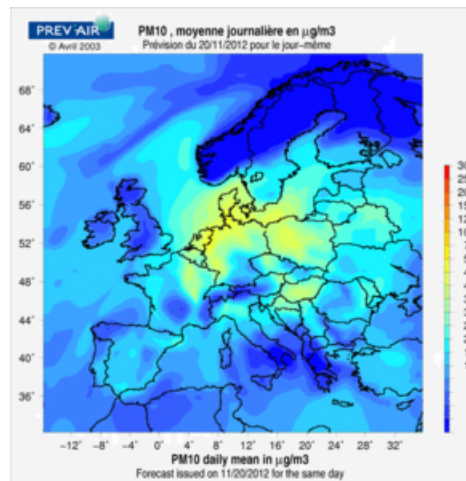 PREV'AIR
© Avril 2003
PM10 , moyenne journalière en µg/m3
Prévision du 20/11/2012 pour le jour-même
68°
64°
60°
56°
52°
48°
44°
40°
36°
−12° −8° −4° 0° 4° 8° 12° 16° 20° 24° 28° 32°
PM10 daily mean in µg/m3
Forecast issued on 11/20/2012 for the same day